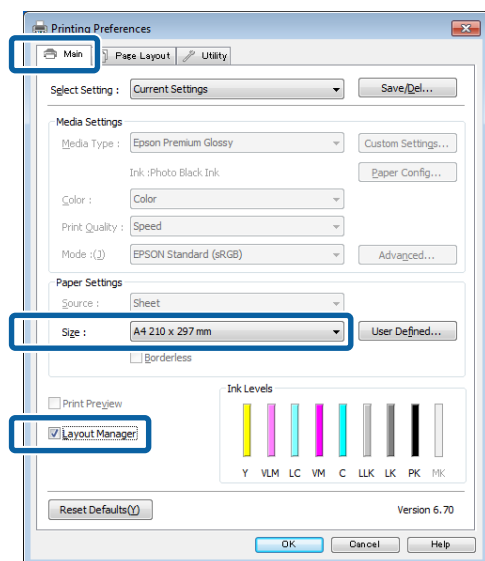 Printing Preferences
Main Page Layout Utility
Select Setting : Current Settings Save/Del...
Media Settings
Media Type : Epson Premium Glossy Custom Settings...
Ink :Photo Black Ink Paper Config...
Color : Color
Print Quality : Speed
Mode :(J) EPSON Standard (sRGB) Advanced...
Paper Settings
Source : Sheet
Size : A4 210 x 297 mm User Defined...
Borderless
Ink Levels
Print Preview
Layout Manager
Y VLM LC VM C LLK LK PK MK
Reset Defaults(Y) Version 6.70
OK Cancel Help